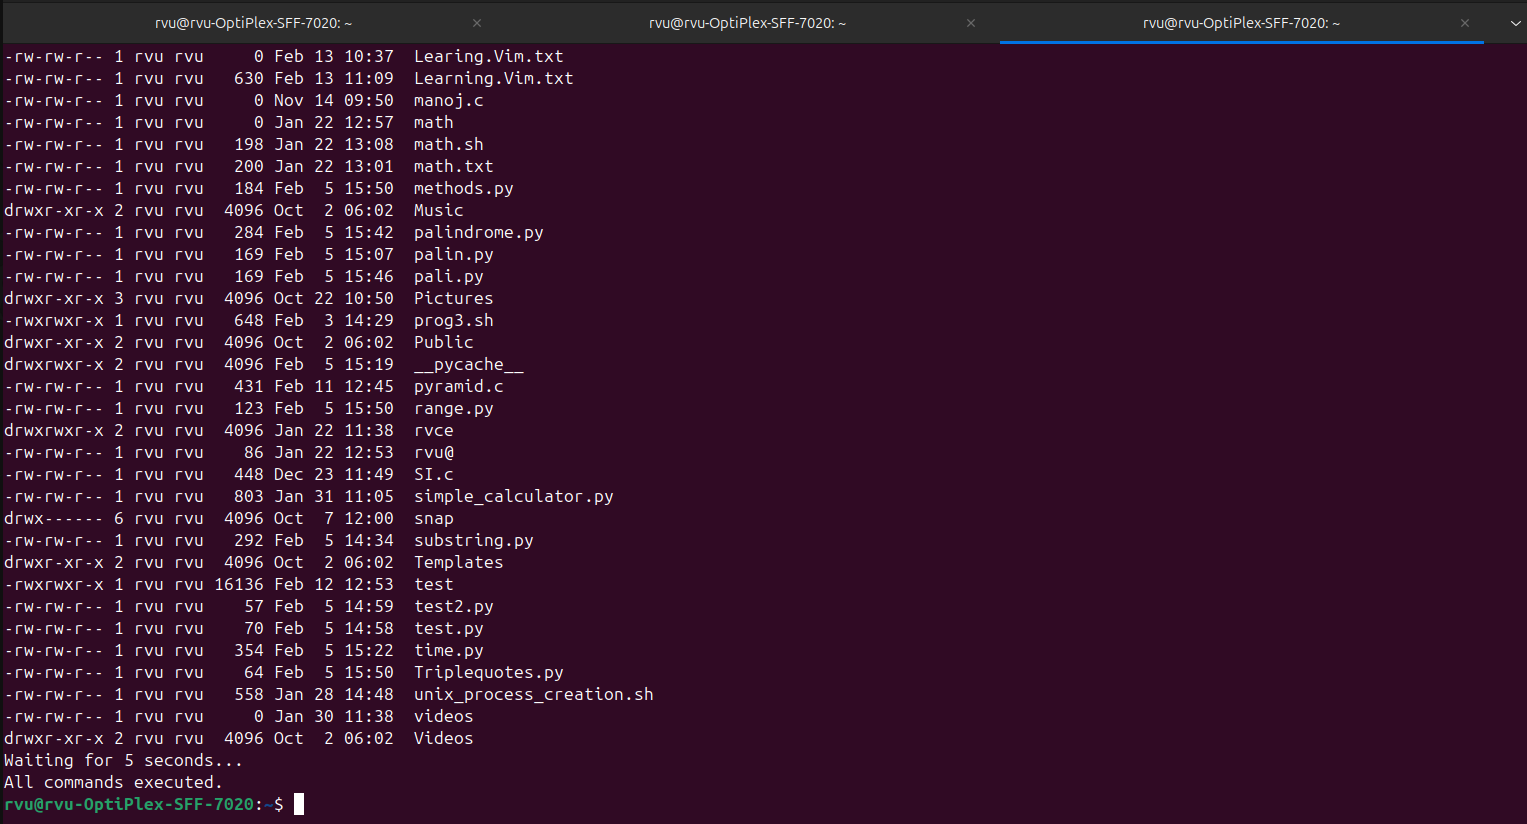 rvu@rvu-OptiPlex-SFF-7020: ~ × rvu@rvu-OptiPlex-SFF-7020: ~ × rvu@rvu-OptiPlex-SFF-7020: ~ ×
-rw-rw-r-- 1 rvu rvu     0 Feb 13 10:37  Learing.Vim.txt
-rw-rw-r-- 1 rvu rvu   630 Feb 13 11:09  Learning.Vim.txt
-rw-rw-r-- 1 rvu rvu     0 Nov 14 09:50  manoj.c
-rw-rw-r-- 1 rvu rvu     0 Jan 22 12:57  math
-rw-rw-r-- 1 rvu rvu   198 Jan 22 13:08  math.sh
-rw-rw-r-- 1 rvu rvu   200 Jan 22 13:01  math.txt
-rw-rw-r-- 1 rvu rvu   184 Feb  5 15:50  methods.py
drwxr-xr-x 2 rvu rvu  4096 Oct  2 06:02  Music
-rw-rw-r-- 1 rvu rvu   284 Feb  5 15:42  palindrome.py
-rw-rw-r-- 1 rvu rvu   169 Feb  5 15:07  palin.py
-rw-rw-r-- 1 rvu rvu   169 Feb  5 15:46  pali.py
drwxr-xr-x 3 rvu rvu  4096 Oct 22 10:50  Pictures
-rwxrwxr-x 1 rvu rvu   648 Feb  3 14:29  prog3.sh
drwxr-xr-x 2 rvu rvu  4096 Oct  2 06:02  Public
drwxrwxr-x 2 rvu rvu  4096 Feb  5 15:19  __pycache__
-rw-rw-r-- 1 rvu rvu   431 Feb 11 12:45  pyramid.c
-rw-rw-r-- 1 rvu rvu   123 Feb  5 15:50  range.py
drwxrwxr-x 2 rvu rvu  4096 Jan 22 11:38  rvce
-rw-rw-r-- 1 rvu rvu    86 Jan 22 12:53  rvu@
-rw-rw-r-- 1 rvu rvu   448 Dec 23 11:49  SI.c
-rw-rw-r-- 1 rvu rvu   803 Jan 31 11:05  simple_calculator.py
drwx------ 6 rvu rvu  4096 Oct  7 12:00  snap
-rw-rw-r-- 1 rvu rvu   292 Feb  5 14:34  substring.py
drwxr-xr-x 2 rvu rvu  4096 Oct  2 06:02  Templates
-rwxrwxr-x 1 rvu rvu 16136 Feb 12 12:53  test
-rw-rw-r-- 1 rvu rvu    57 Feb  5 14:59  test2.py
-rw-rw-r-- 1 rvu rvu    70 Feb  5 14:58  test.py
-rw-rw-r-- 1 rvu rvu   354 Feb  5 15:22  time.py
-rw-rw-r-- 1 rvu rvu    64 Feb  5 15:50  Triplequotes.py
-rw-rw-r-- 1 rvu rvu   558 Jan 28 14:48  unix_process_creation.sh
-rw-rw-r-- 1 rvu rvu     0 Jan 30 11:38  videos
drwxr-xr-x 2 rvu rvu  4096 Oct  2 06:02  Videos
Waiting for 5 seconds...
All commands executed.
rvu@rvu-OptiPlex-SFF-7020:~$